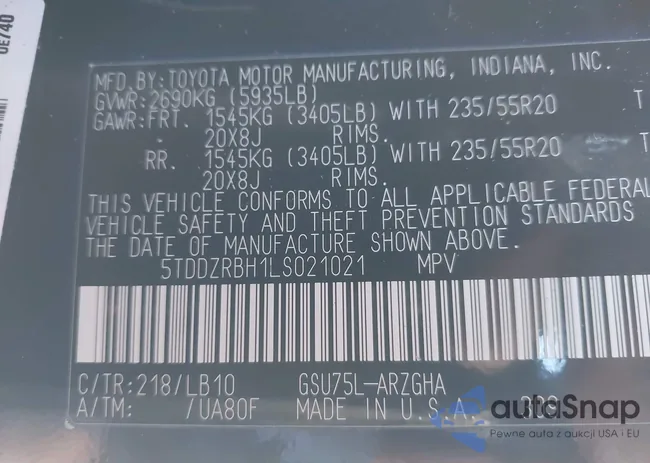 0E740
MFD. BY: TOYOTA MOTOR MANUFACTURING, INDIANA, INC.
GVWR: 2690KG (5935LB)
GAWR: FRT. 1545KG (3405LB) WITH 235/55R20 T
20X8J RIMS.
RR. 1545KG (3405LB) WITH 235/55R20 T
20X8J RIMS.
THIS VEHICLE CONFORMS TO ALL APPLICABLE FEDERAL
VEHICLE SAFETY AND THEFT PREVENTION STANDARDS
THE DATE OF MANUFACTURE SHOWN ABOVE.
5TDDZRBH1LS021021 MPV
C/TR: 218/LB10 GSU75L-ARZGHA
A/TM: /UA80F MADE IN U.S.A.
autoSnap
Pewne auta z aukcji USA i EU